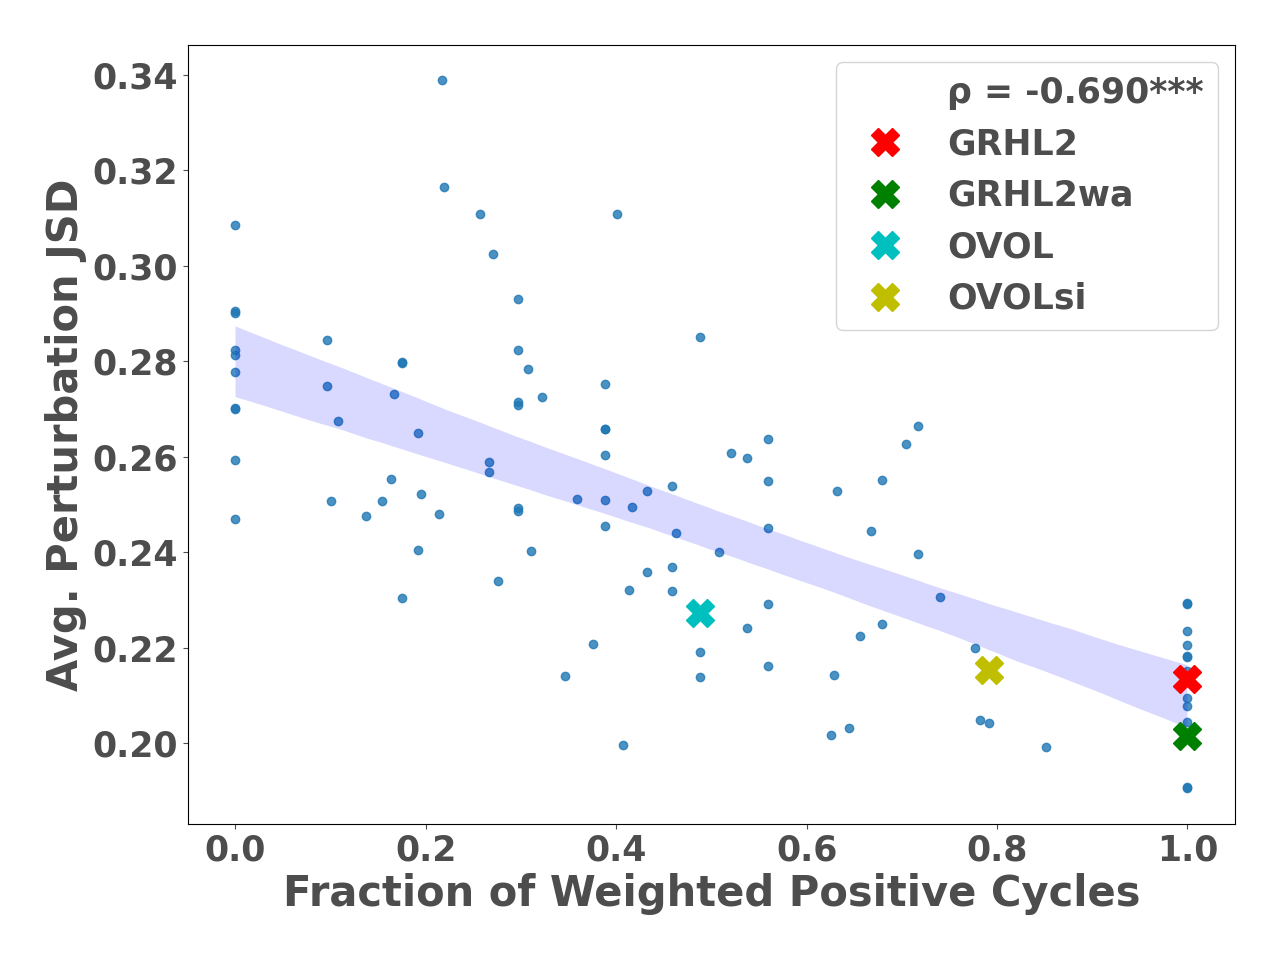 0.34
0.32
0.30
0.28
0.26
0.24
0.22
0.20
Avg. Perturbation JSD
ρ = -0.690***
GRHL2
GRHL2wa
OVOL
OVOLsi
0.0 0.2 0.4 0.6 0.8 1.0
Fraction of Weighted Positive Cycles